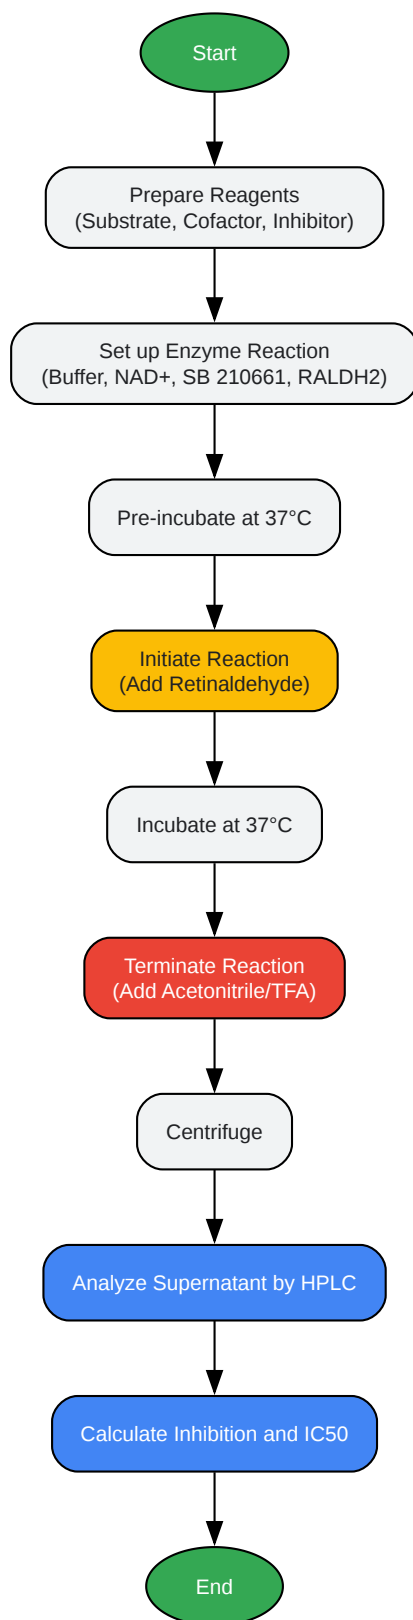 Start
Prepare Reagents
(Substrate, Cofactor, Inhibitor)
Set up Enzyme Reaction
(Buffer, NAD+, SB 210661, RALDH2)
Pre-incubate at 37°C
Initiate Reaction
(Add Retinaldehyde)
Incubate at 37°C
Terminate Reaction
(Add Acetonitrile/TFA)
Centrifuge
Analyze Supernatant by HPLC
Calculate Inhibition and IC50
End